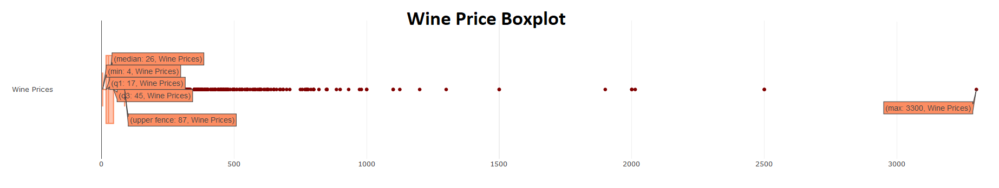 Wine Price Boxplot
(median: 26, Wine Prices)
(min: 4, Wine Prices)
(q1: 17, Wine Prices)
Wine Prices
(q3: 45, Wine Prices)
(max: 3300, Wine Prices)
(upper fence: 87, Wine Prices)
0 500 1000 1500 2000 2500 3000